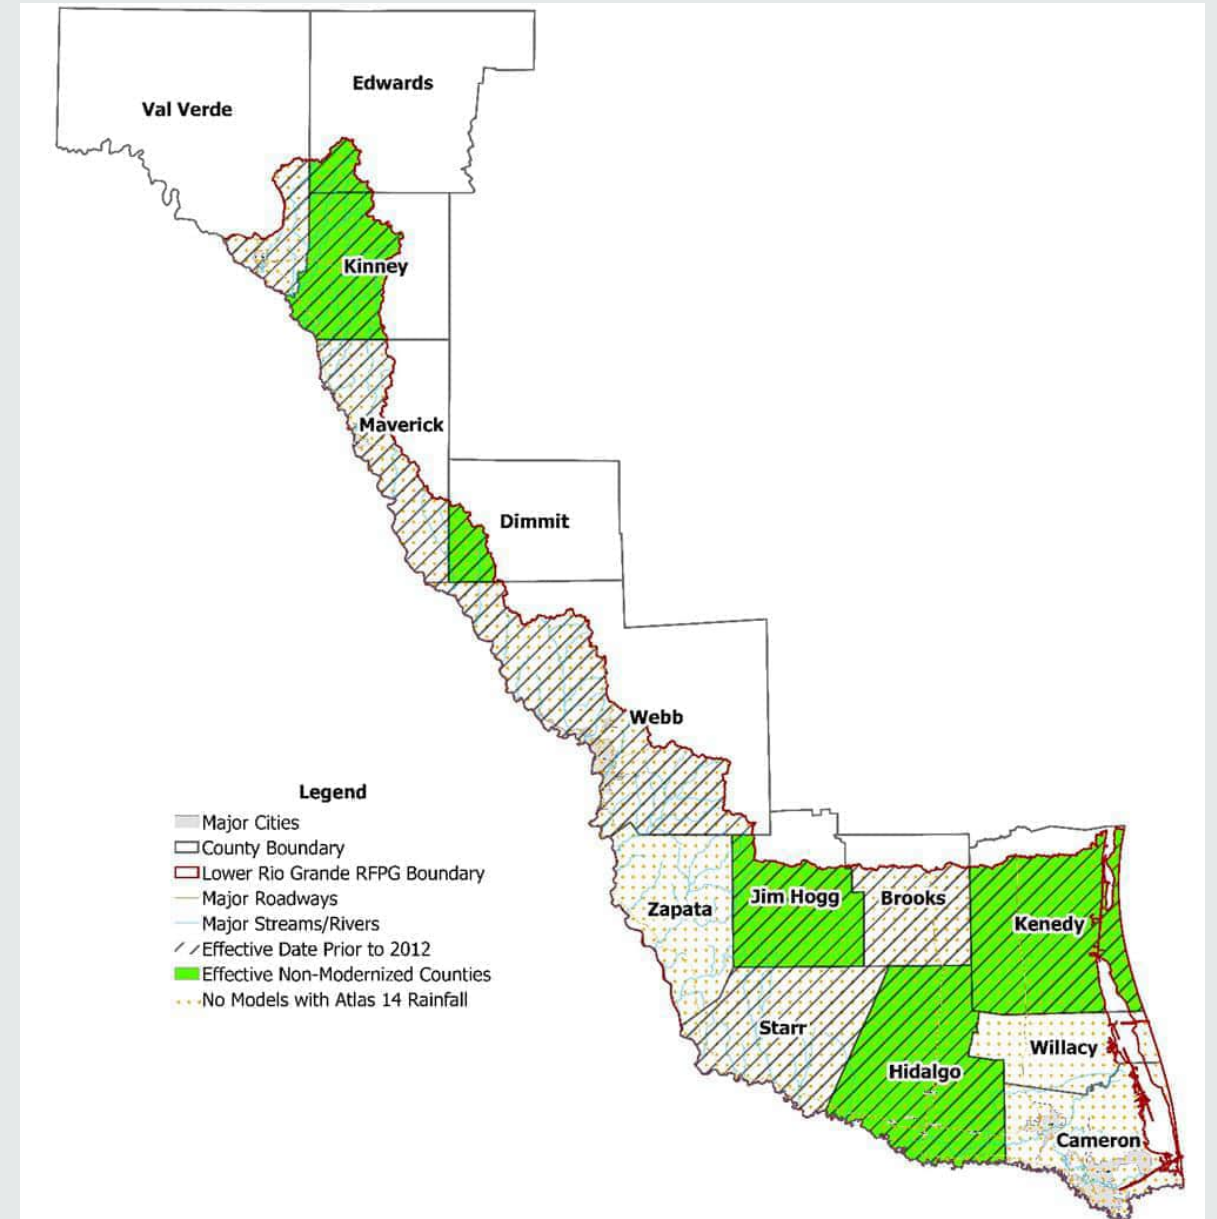 Edwards
Val Verde
Kinney
Maverick
Dimmit
Webb
Legend
Major Cities
County Boundary
Lower Rio Grande RFPG Boundary
Major Roadways
Major Streams/Rivers
Effective Date Prior to 2012
Effective Non-Modernized Counties
No Models with Atlas 14 Rainfall
Zapata
Jim Hogg
Brooks
Kenedy
Starr
Willacy
Hidalgo
Cameron